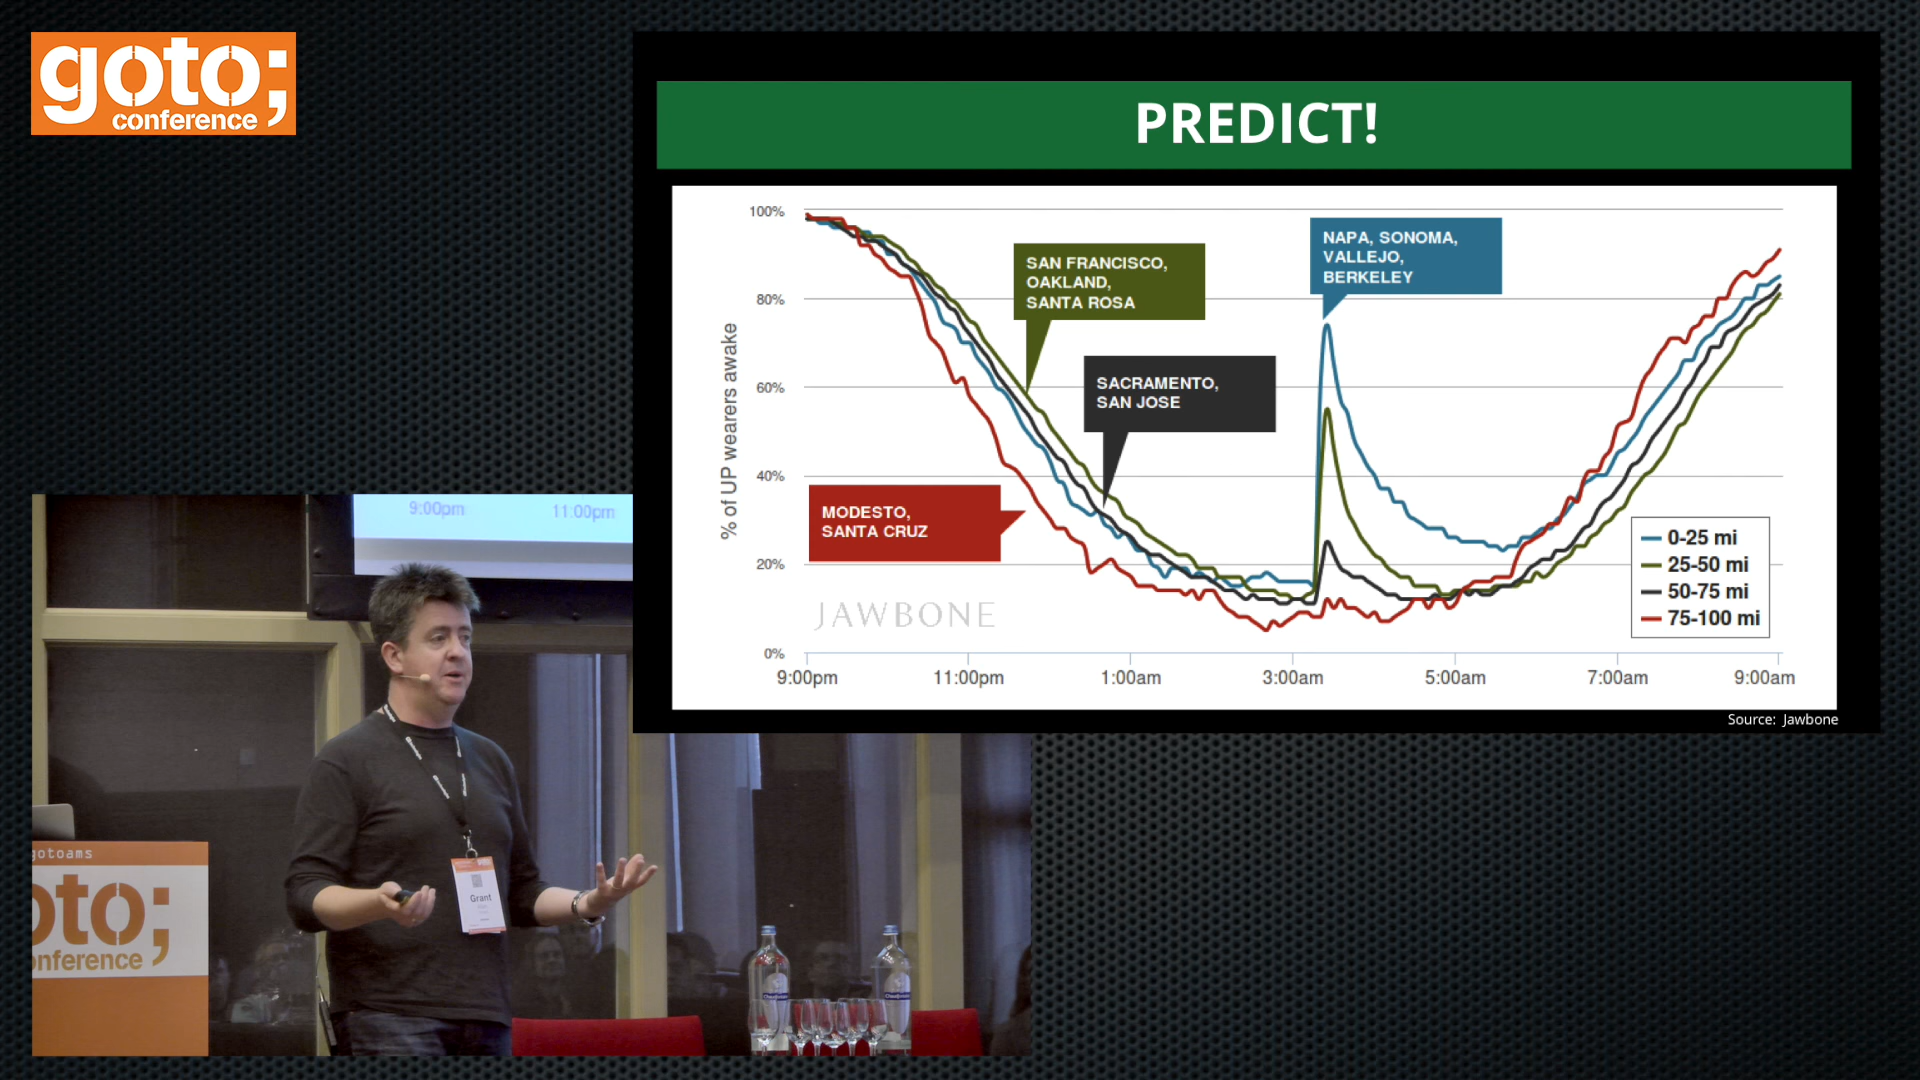 goto;
conference
PREDICT!
100%
80%
60%
40%
20%
0%
% of UP wearers awake
SAN FRANCISCO,
OAKLAND,
SANTA ROSA
NAPA, SONOMA,
VALLEJO,
BERKELEY
SACRAMENTO,
SAN JOSE
MODESTO,
SANTA CRUZ
JAWBONE
0-25 mi
25-50 mi
50-75 mi
75-100 mi
9:00pm
11:00pm
1:00am
3:00am
5:00am
7:00am
9:00am
Source: Jawbone
9:00pm
11:00pm
gotoams
oto;
onference
Grant